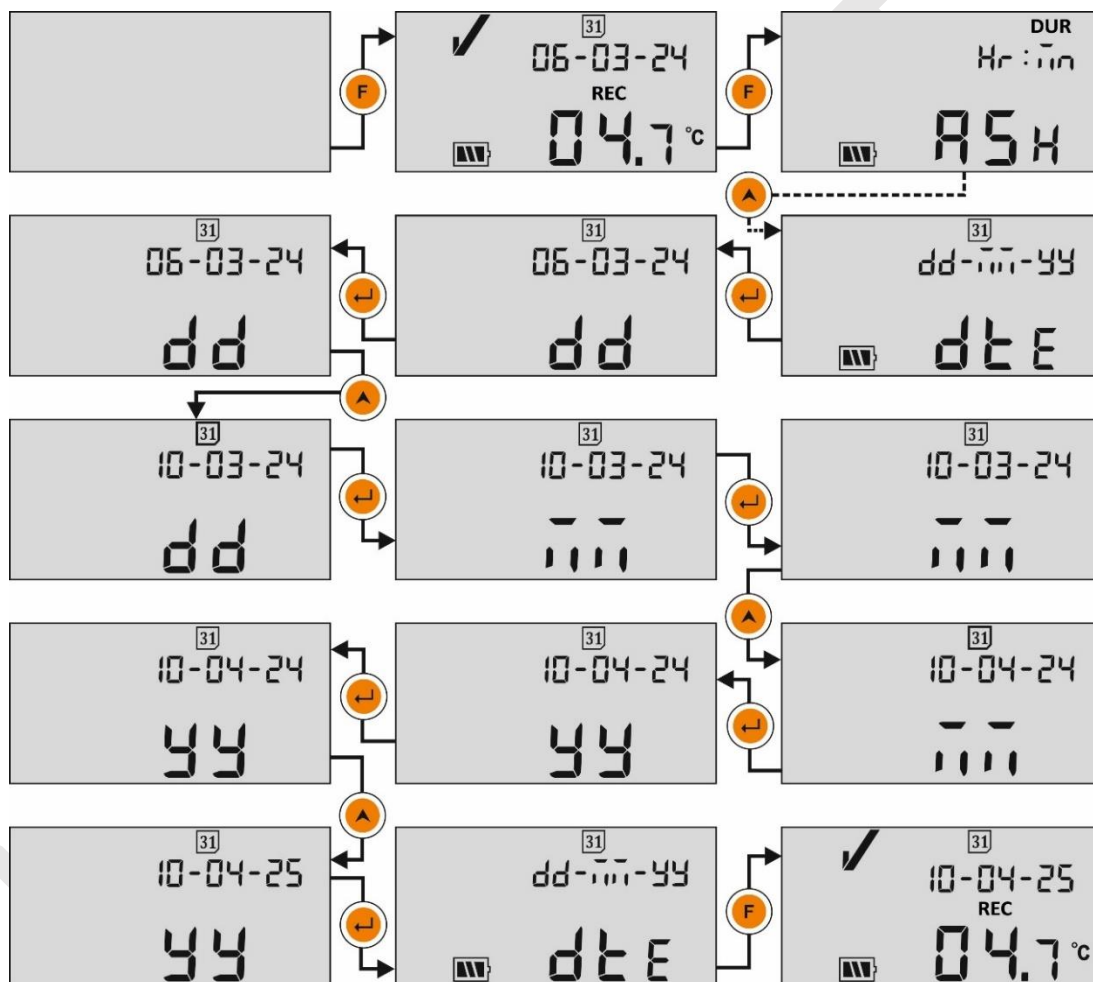 F
31
06-03-24
REC
04.7 °C
F
DUR
Hr : mn
ASH
31
06-03-24
dd
31
06-03-24
dd
31
dd-mm-yy
dtE
31
10-03-24
dd
31
10-03-24
mm
31
10-03-24
mm
31
10-04-24
yy
31
10-04-24
yy
31
10-04-24
mm
31
10-04-25
yy
31
dd-mm-yy
dtE
F
31
10-04-25
REC
04.7 °C